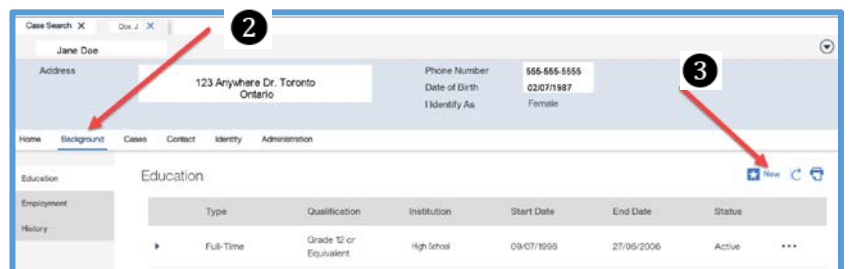 Case Search X Doe J X
❷
Jane Doe
Address
123 Anywhere Dr. Toronto
Ontario
Phone Number 555-555-5555
Date of Birth 02/07/1987
I Identify As Female
❸
Home Background Cases Contact Identity Administration
Education
Employment
History
Education
New
Type Qualification Institution Start Date End Date Status
Full-Time Grade 12 or Equivalent High School 09/07/1998 27/06/2006 Active